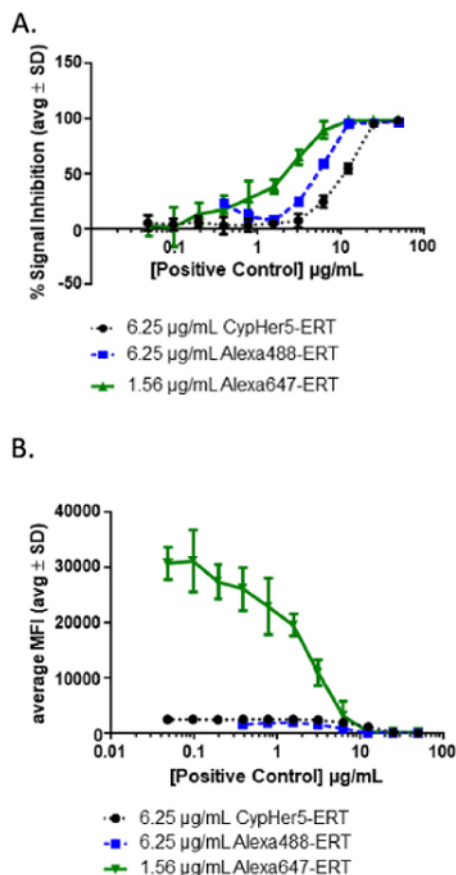 A.
% Signal Inhibition (avg ± SD)
150
100
50
0
-50
0.1
1
10
100
[Positive Control] µg/mL
6.25 µg/mL CypHer5-ERT
6.25 µg/mL Alexa488-ERT
1.56 µg/mL Alexa647-ERT
B.
average MFI (avg ± SD)
40000
30000
20000
10000
0
0.01
0.1
1
10
100
[Positive Control] µg/mL
6.25 µg/mL CypHer5-ERT
6.25 µg/mL Alexa488-ERT
1.56 µg/mL Alexa647-ERT